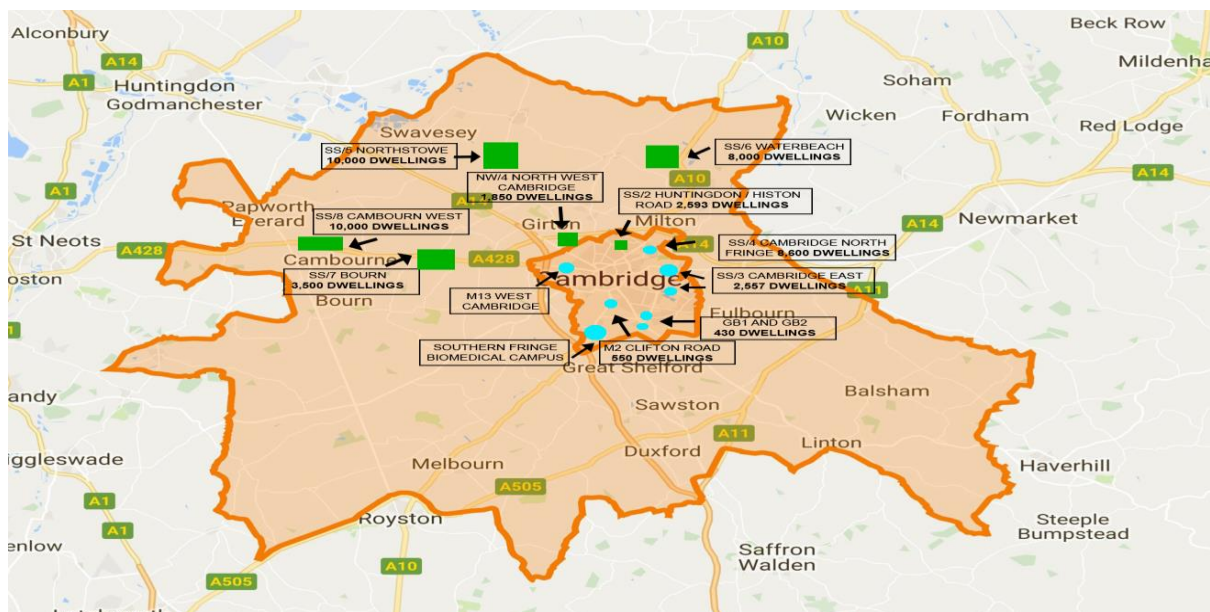 Alconbury
A10
Beck Row
A14
Mildenha
A1
Huntingdon
Soham
Godmanchester
Wicken
Fordham
Swavesey
Red Lodge
SS/5 NORTHSTOWE
10,000 DWELLINGS
SS/6 WATERBEACH
8,000 DWELLINGS
A10
A14
NW/4 NORTH WEST
CAMBRIDGE
1,850 DWELLINGS
A1
SS/2 HUNTINGDON / HISTON
ROAD 2,593 DWELLINGS
Papworth
Everard
SS/8 CAMBOURN WEST
10,000 DWELLINGS
Girton
Milton
A14
Newmarket
St Neots
A428
A14
SS/4 CAMBRIDGE NORTH
FRINGE 8,600 DWELLINGS
Cambourne
A428
SS/7 BOURN
3,500 DWELLINGS
Cambridge
SS/3 CAMBRIDGE EAST
2,557 DWELLINGS
A11
Bourn
M13 WEST
CAMBRIDGE
Fulbourn
GB1 AND GB2
430 DWELLINGS
SOUTHERN FRINGE
BIOMEDICAL CAMPUS
M2 CLIFTON ROAD
550 DWELLINGS
Great Shelford
Balsham
andy
Sawston
A11
Linton
Duxford
iggleswade
Melbourn
Haverhill
A505
A1
Royston
Steeple
Bumpstead
A1
enlow
Saffron
Walden
A10
A505